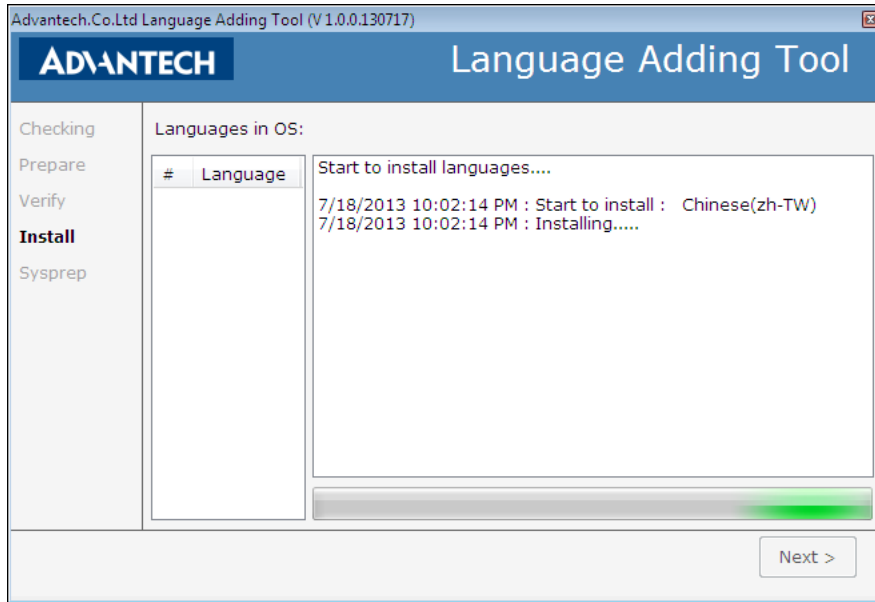 Advantech.Co.Ltd Language Adding Tool (V 1.0.0.130717)
ADVANTECH
Language Adding Tool
Checking
Prepare
Verify
Install
Sysprep
Languages in OS:
# Language
Start to install languages....
7/18/2013 10:02:14 PM : Start to install : Chinese(zh-TW)
7/18/2013 10:02:14 PM : Installing.....
Next >